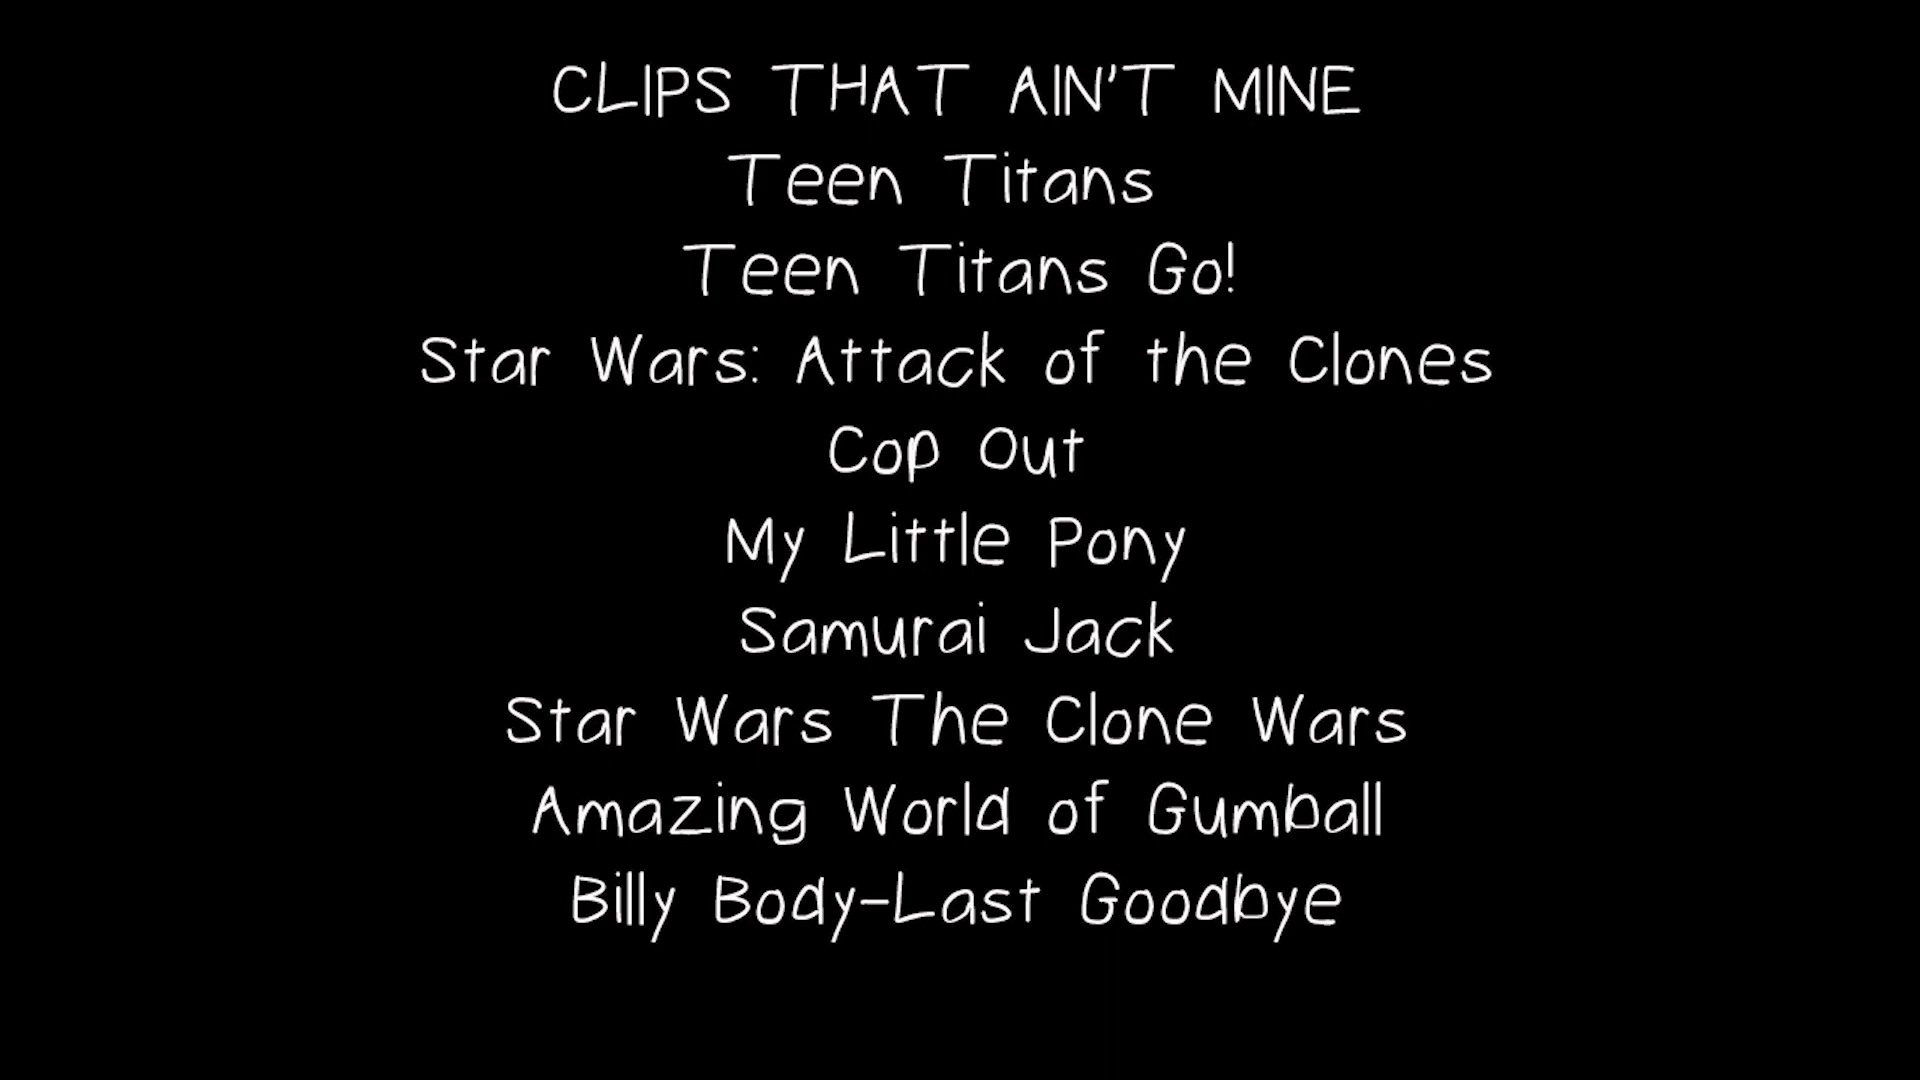 CLIPS THAT AIN'T MINE
Teen Titans
Teen Titans Go!
Star Wars: Attack of the Clones
Cop Out
My Little Pony
Samurai Jack
Star Wars The Clone Wars
Amazing World of Gumball
Billy Body-Last Goodbye